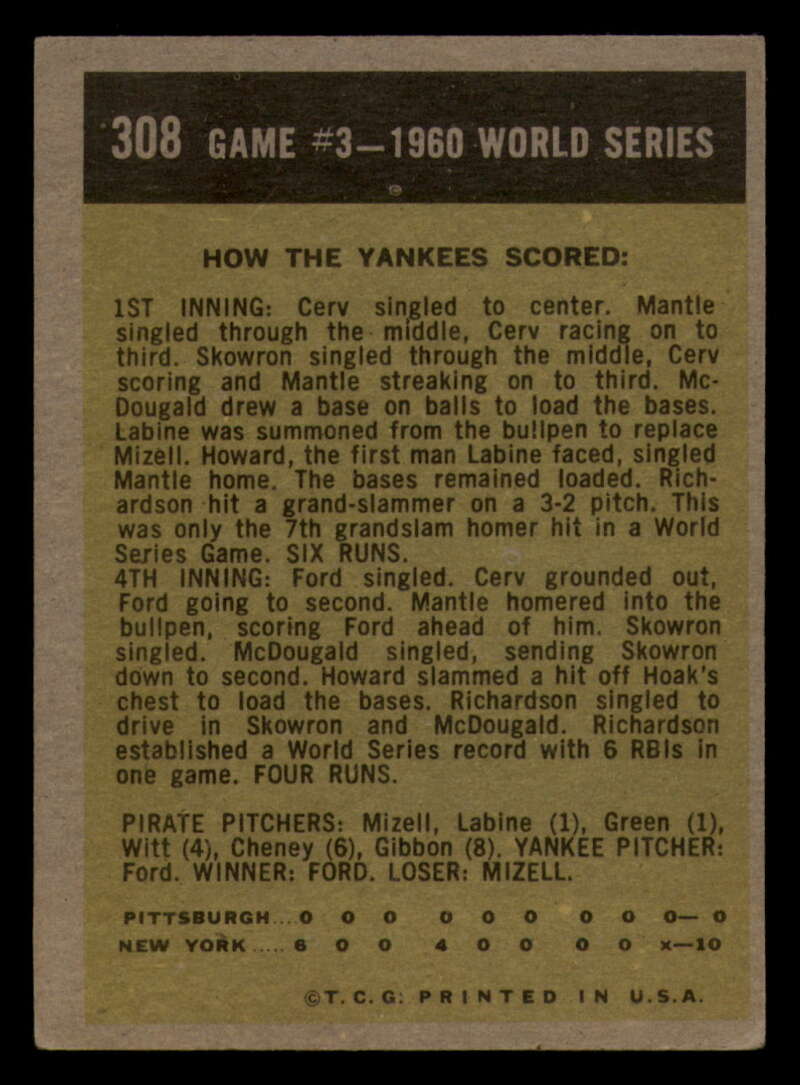 308 GAME #3—1960 WORLD SERIES
HOW THE YANKEES SCORED:
1ST INNING: Cerv singled to center. Mantle
singled through the middle, Cerv racing on to
third. Skowron singled through the middle, Cerv
scoring and Mantle streaking on to third. Mc-
Dougald drew a base on balls to load the bases.
Labine was summoned from the bullpen to replace
Mizell. Howard, the first man Labine faced, singled
Mantle home. The bases remained loaded. Rich-
ardson hit a grand-slammer on a 3-2 pitch. This
was only the 7th grandslam homer hit in a World
Series Game. SIX RUNS.
4TH INNING: Ford singled. Cerv grounded out,
Ford going to second. Mantle homered into the
bullpen, scoring Ford ahead of him. Skowron
singled. McDougald singled, sending Skowron
down to second. Howard slammed a hit off Hoak's
chest to load the bases. Richardson singled to
drive in Skowron and McDougald. Richardson
established a World Series record with 6 RBIs in
one game. FOUR RUNS.
PIRATE PITCHERS: Mizell, Labine (1), Green (1),
Witt (4), Cheney (6), Gibbon (8). YANKEE PITCHER:
Ford. WINNER: FORD. LOSER: MIZELL.
PITTSBURGH... 0 0 0 0 0 0 0 0 0— 0
NEW YORK ..... 6 0 0 4 0 0 0 0 x—10
©T. C. G. PRINTED IN U.S.A.